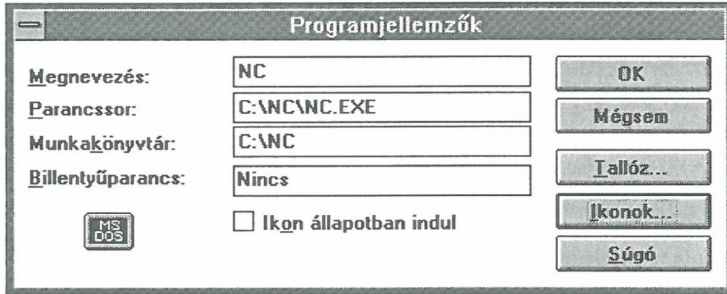 Programjellemzők
Megnevezés: NC
Parancssor: C:\NC\NC.EXE
Munkakönyvtár: C:\NC
Billentyűparancs: Nincs
MS DOS
Ikon állapotban indul
OK
Mégsem
Tallóz...
Ikonok...
Súgó